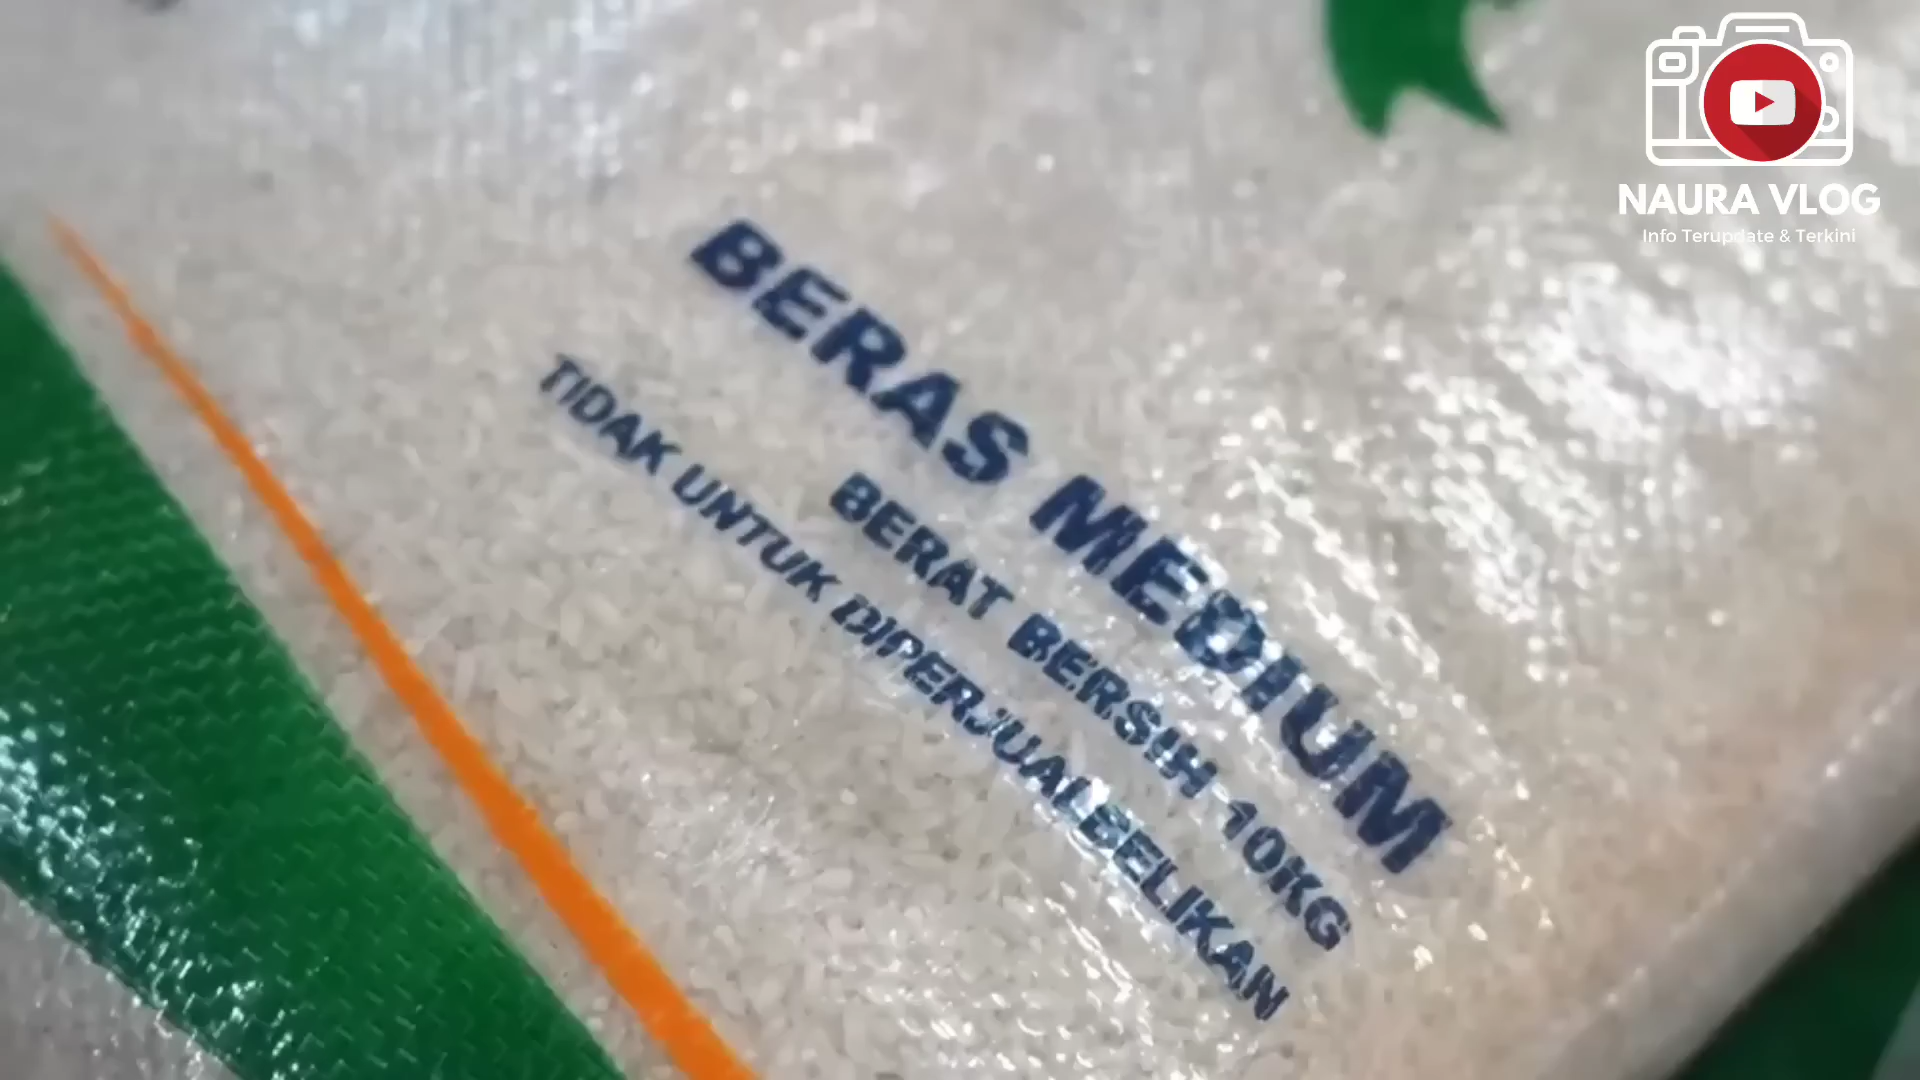 NAURA VLOG
Info Terupdate & Terkini
BERAS MEDIUM
BERAT BERSIH 10KG
TIDAK UNTUK DIPERJUALBELIKAN